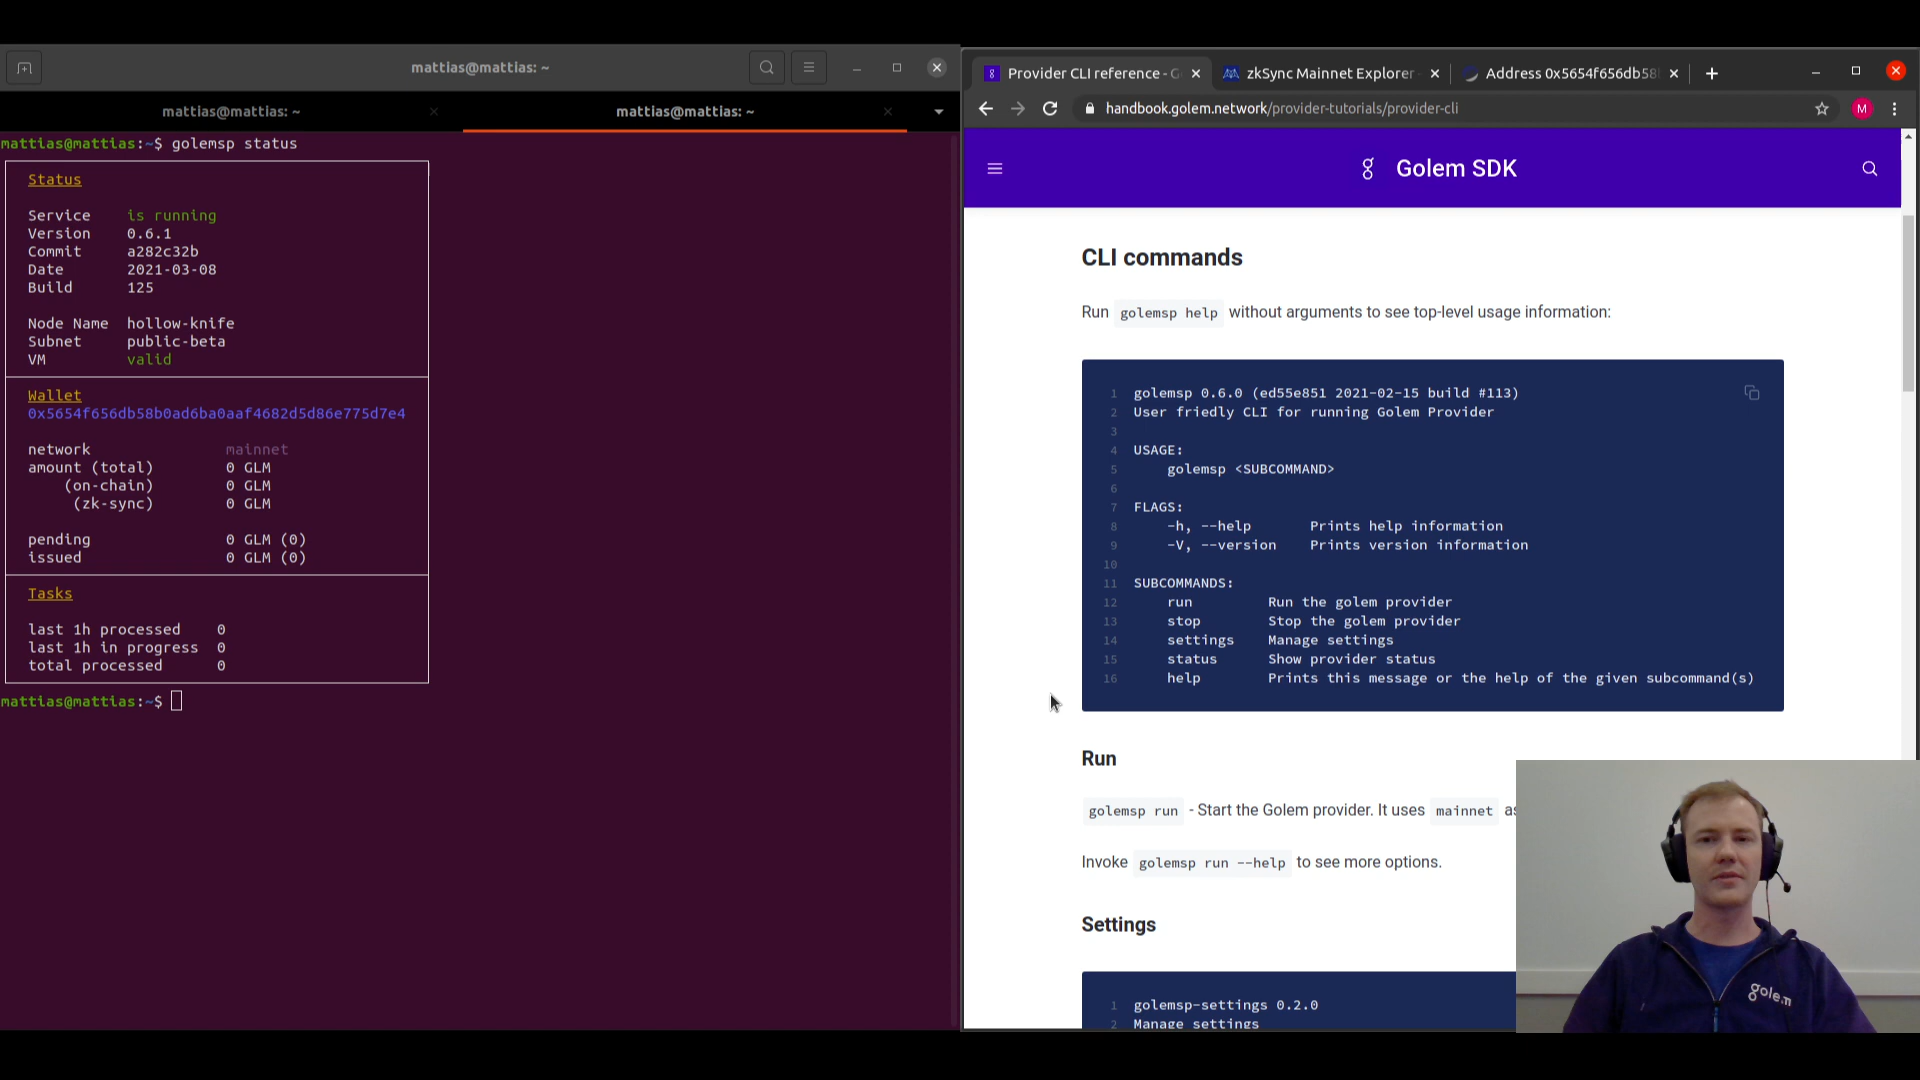 mattias@mattias: ~
mattias@mattias: ~
mattias@mattias: ~
mattias@mattias:~$ golemsp status
Status
Service is running
Version 0.6.1
Commit a282c32b
Date 2021-03-08
Build 125
Node Name hollow-knife
Subnet public-beta
VM valid
Wallet
0x5654f656db58b0ad6ba0aaf4682d5d86e775d7e4
network mainnet
amount (total) 0 GLM
(on-chain) 0 GLM
(zk-sync) 0 GLM
pending 0 GLM (0)
issued 0 GLM (0)
Tasks
last 1h processed 0
last 1h in progress 0
total processed 0
mattias@mattias:~$
Provider CLI reference - G
zkSync Mainnet Explorer
Address 0x5654f656db58
handbook.golem.network/provider-tutorials/provider-cli
M
Golem SDK
CLI commands
Run golemsp help without arguments to see top-level usage information:
1 golemsp 0.6.0 (ed55e851 2021-02-15 build #113)
2 User friedly CLI for running Golem Provider
3
4 USAGE:
5 golemsp <SUBCOMMAND>
6
7 FLAGS:
8 -h, --help Prints help information
9 -V, --version Prints version information
10
11 SUBCOMMANDS:
12 run Run the golem provider
13 stop Stop the golem provider
14 settings Manage settings
15 status Show provider status
16 help Prints this message or the help of the given subcommand(s)
Run
golemsp run - Start the Golem provider. It uses mainnet as
Invoke golemsp run --help to see more options.
Settings
1 golemsp-settings 0.2.0
2 Manage settings
golem